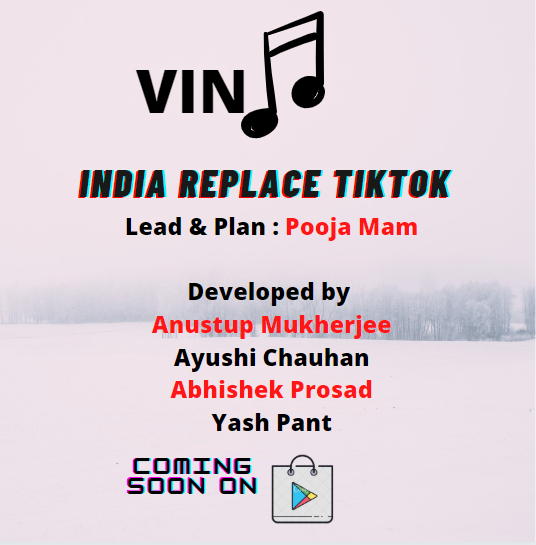 VIN
INDIA REPLACE TIKTOK
Lead & Plan : Pooja Mam
Developed by
Anustup Mukherjee
Ayushi Chauhan
Abhishek Prosad
Yash Pant
COMING
SOON ON